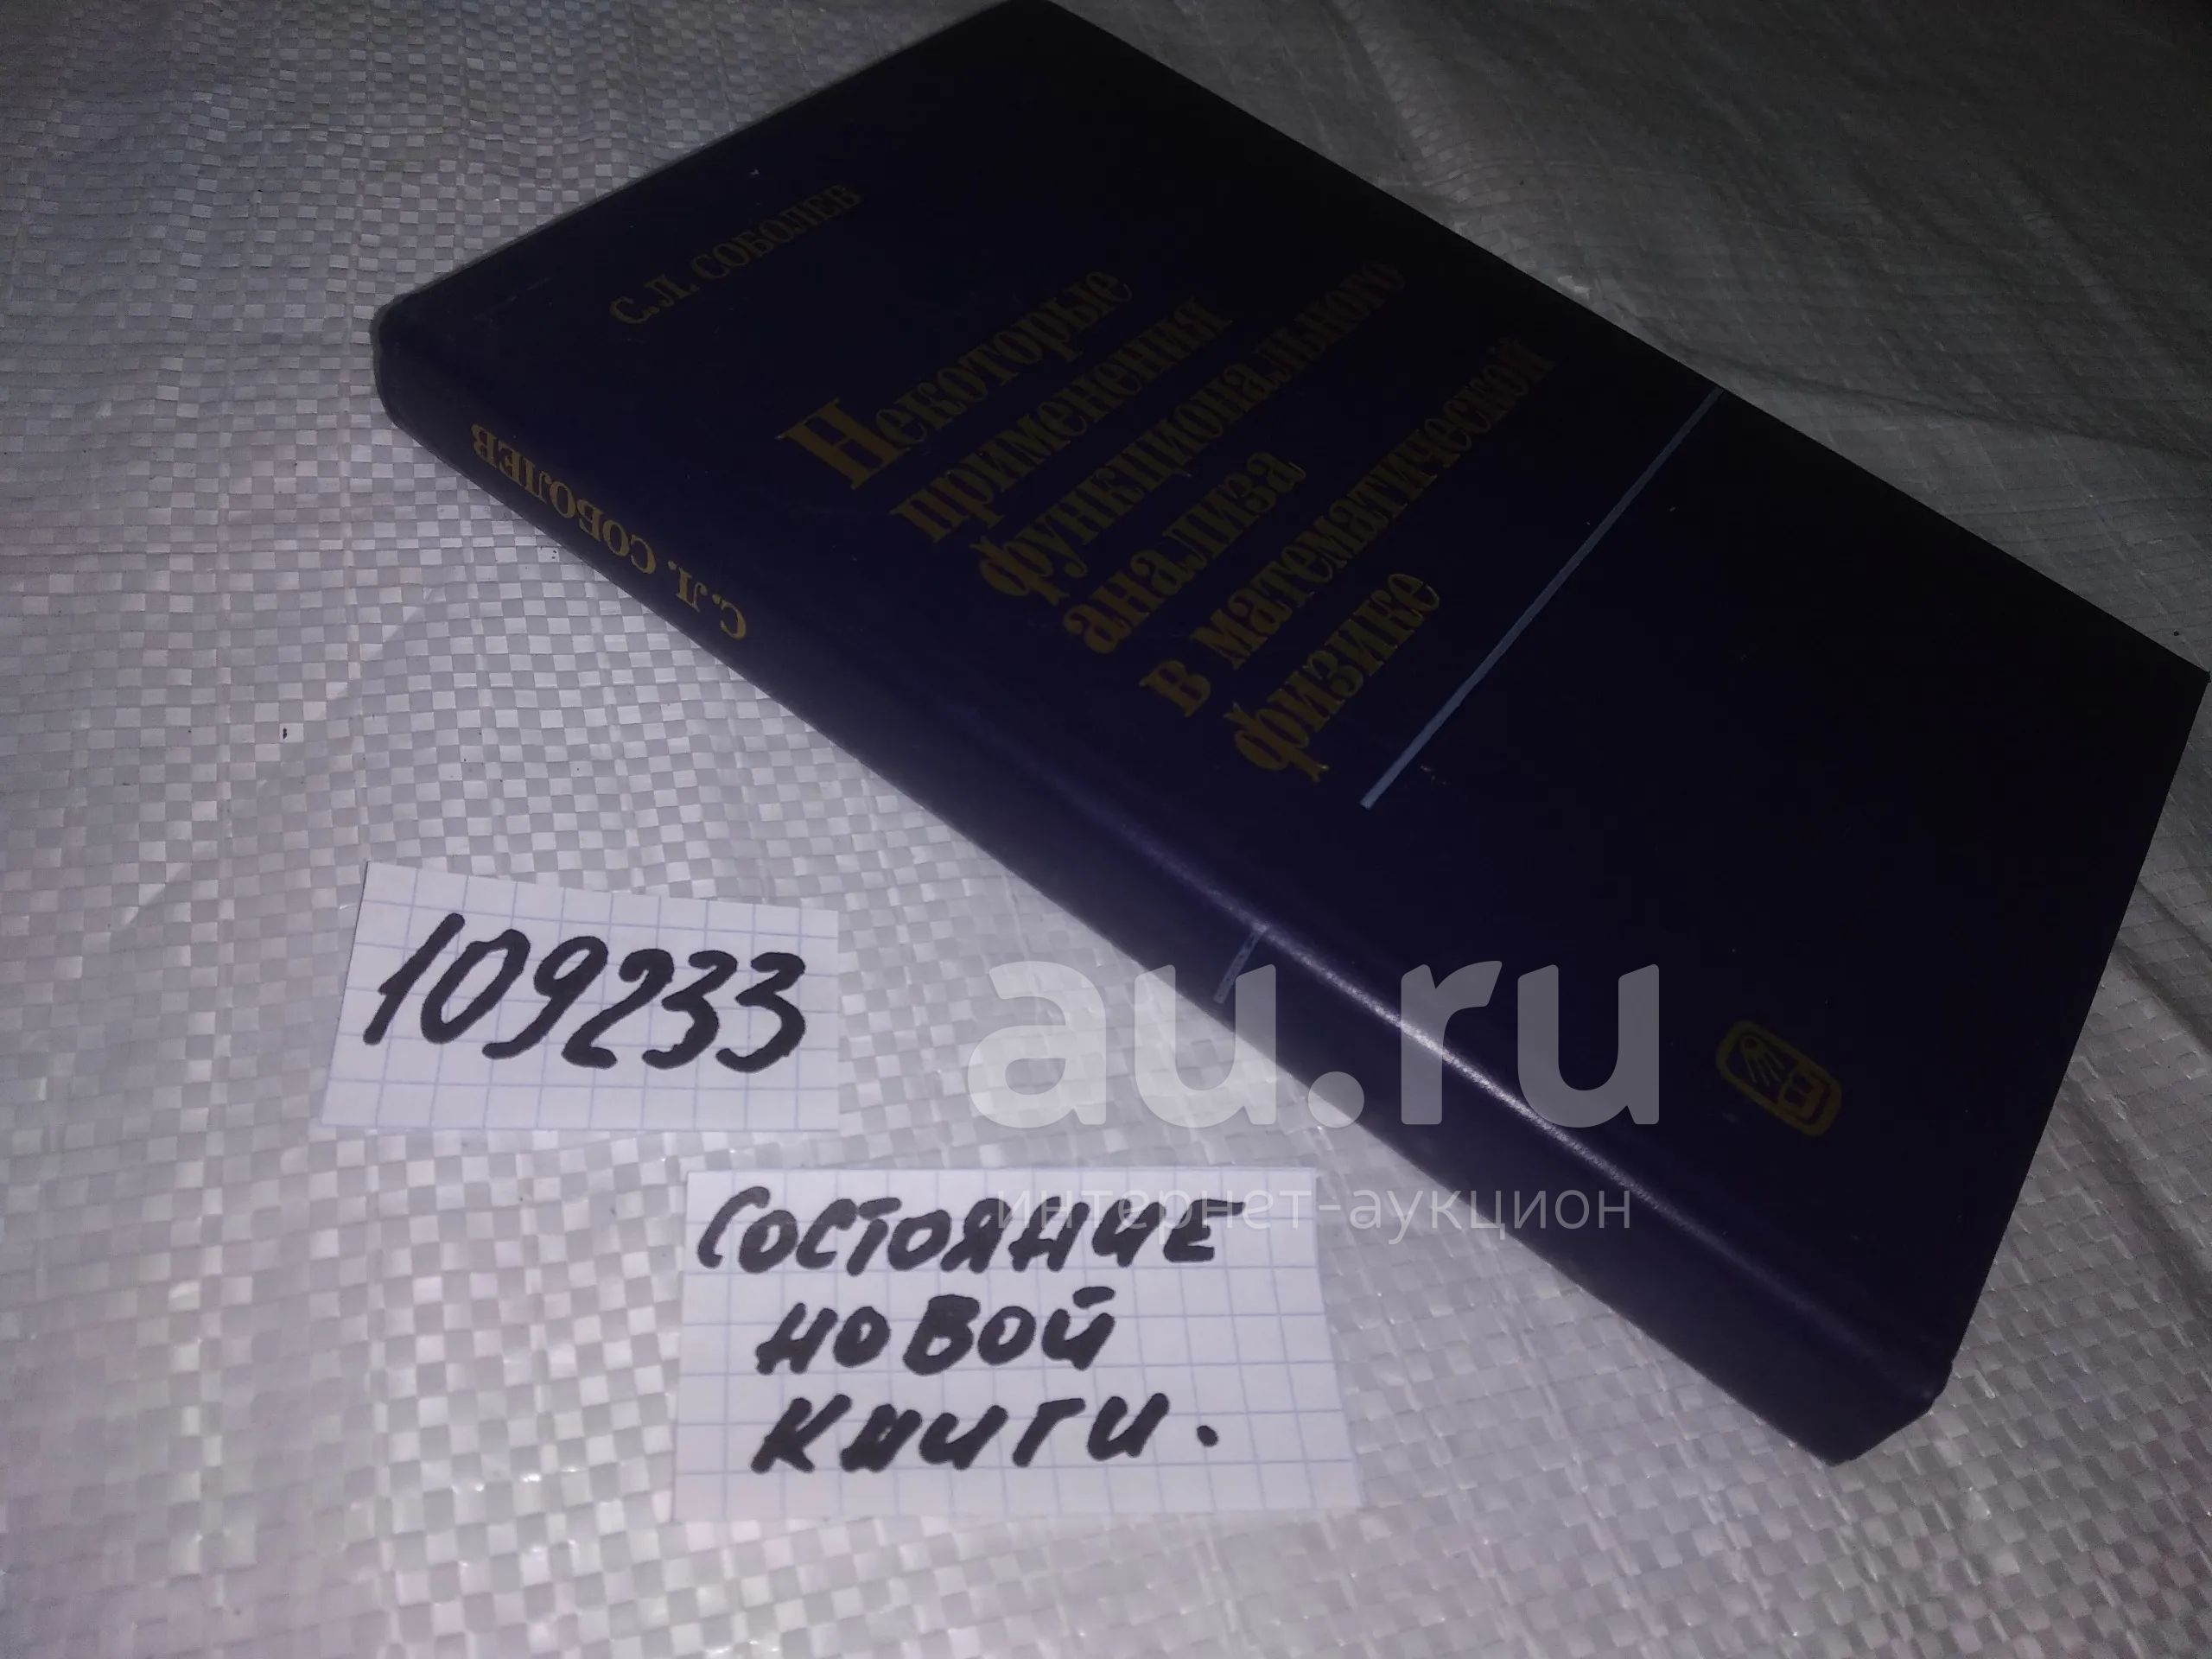 С.Л. СОБОЛЕВ
Некоторые
применения
функционального
анализа
в математической
физике
С.Л. СОБОЛЕВ
109233
au.ru
интернет-аукцион
СОСТОЯНИЕ
НОВОЙ
КНИГИ.